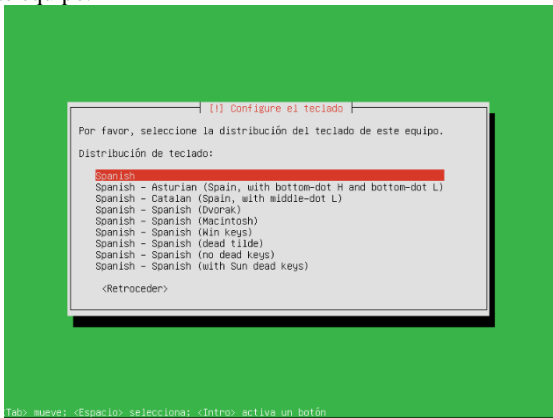 equipo.
[!] Configure el teclado
Por favor, seleccione la distribución del teclado de este equipo.
Distribución de teclado:
Spanish
Spanish – Asturian (Spain, with bottom-dot H and bottom-dot L)
Spanish – Catalan (Spain, with middle-dot L)
Spanish – Spanish (Dvorak)
Spanish – Spanish (Macintosh)
Spanish – Spanish (Win keys)
Spanish – Spanish (dead tilde)
Spanish – Spanish (no dead keys)
Spanish – Spanish (with Sun dead keys)
<Retroceder>
<Tab> mueve; <Espacio> selecciona; <Intro> activa un botón